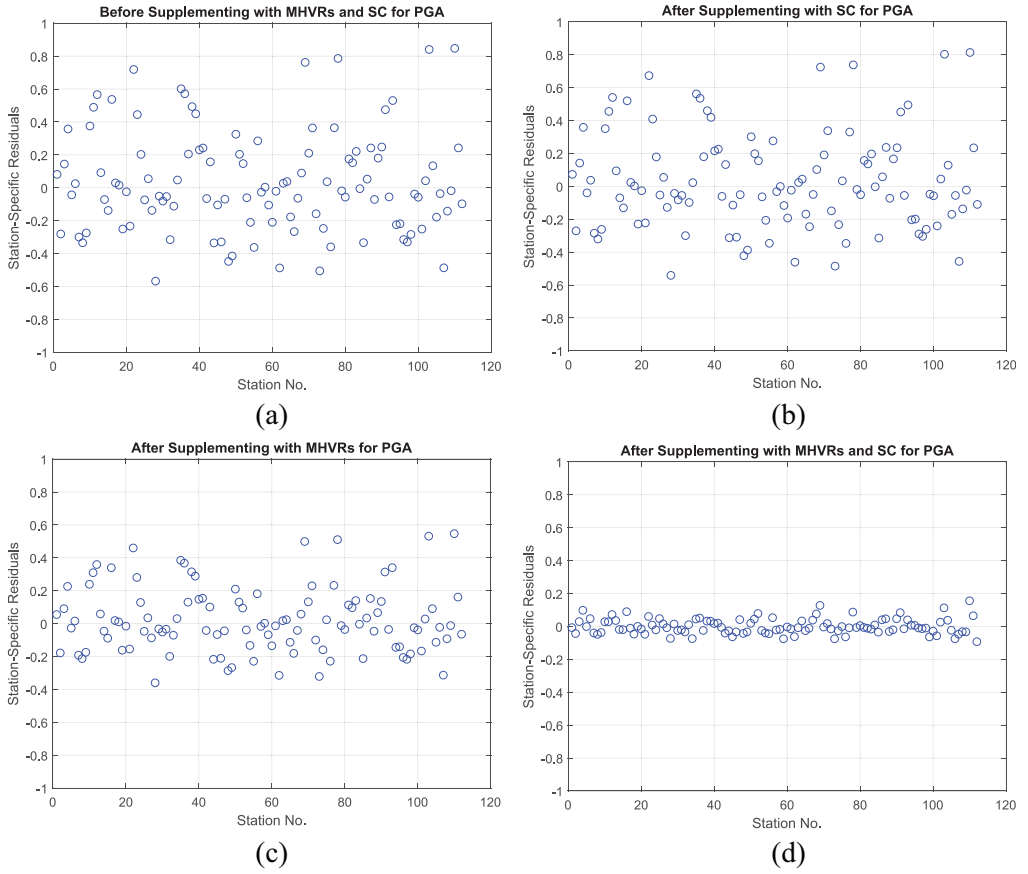 Before Supplementing with MHVRs and SC for PGA
Station-Specific Residuals
1
0.8
0.6
0.4
0.2
0
-0.2
-0.4
-0.6
-0.8
-1
0 20 40 60 80 100 120
Station No.
(a)
After Supplementing with SC for PGA
Station-Specific Residuals
1
0.8
0.6
0.4
0.2
0
-0.2
-0.4
-0.6
-0.8
-1
0 20 40 60 80 100 120
Station No.
(b)
After Supplementing with MHVRs for PGA
Station-Specific Residuals
1
0.8
0.6
0.4
0.2
0
-0.2
-0.4
-0.6
-0.8
-1
0 20 40 60 80 100 120
Station No.
(c)
After Supplementing with MHVRs and SC for PGA
Station-Specific Residuals
1
0.8
0.6
0.4
0.2
0
-0.2
-0.4
-0.6
-0.8
-1
0 20 40 60 80 100 120
Station No.
(d)